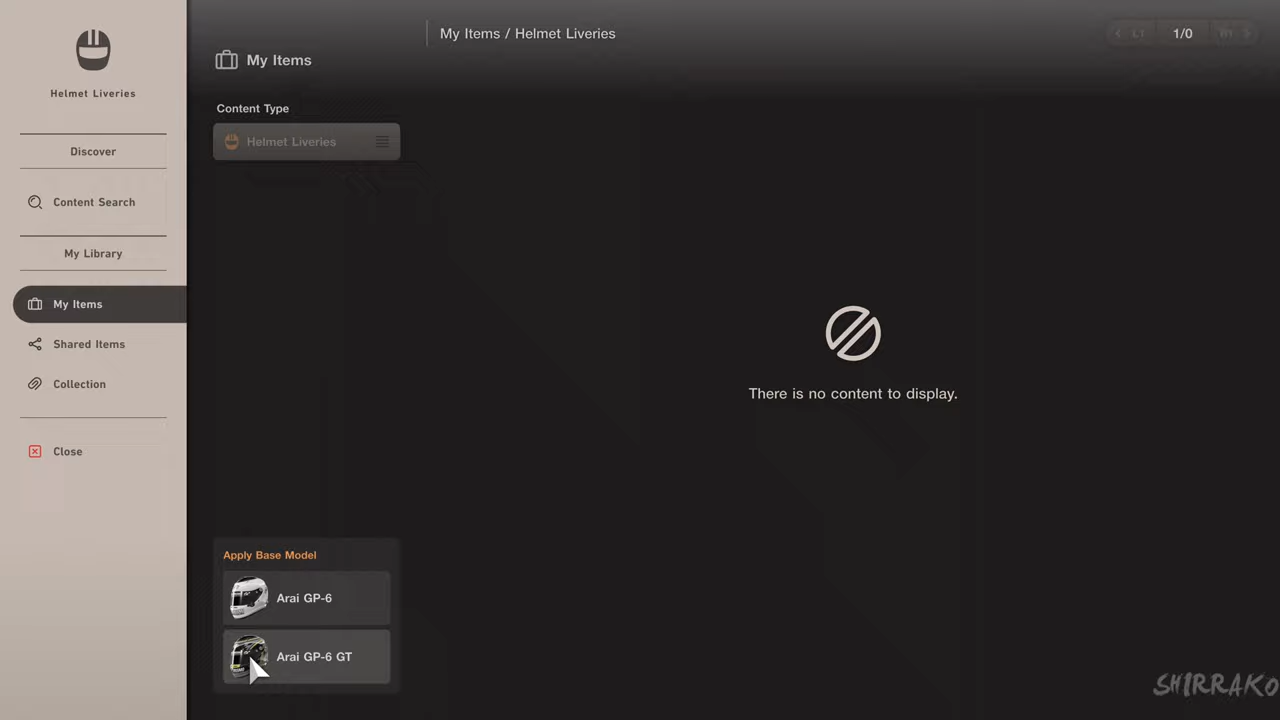 Helmet Liveries
Discover
Content Search
My Library
My Items
Shared Items
Collection
Close
My Items / Helmet Liveries
L1
1/0
R1
My Items
Content Type
Helmet Liveries
There is no content to display.
Apply Base Model
Arai GP-6
Arai GP-6 GT
SHIRRAKO